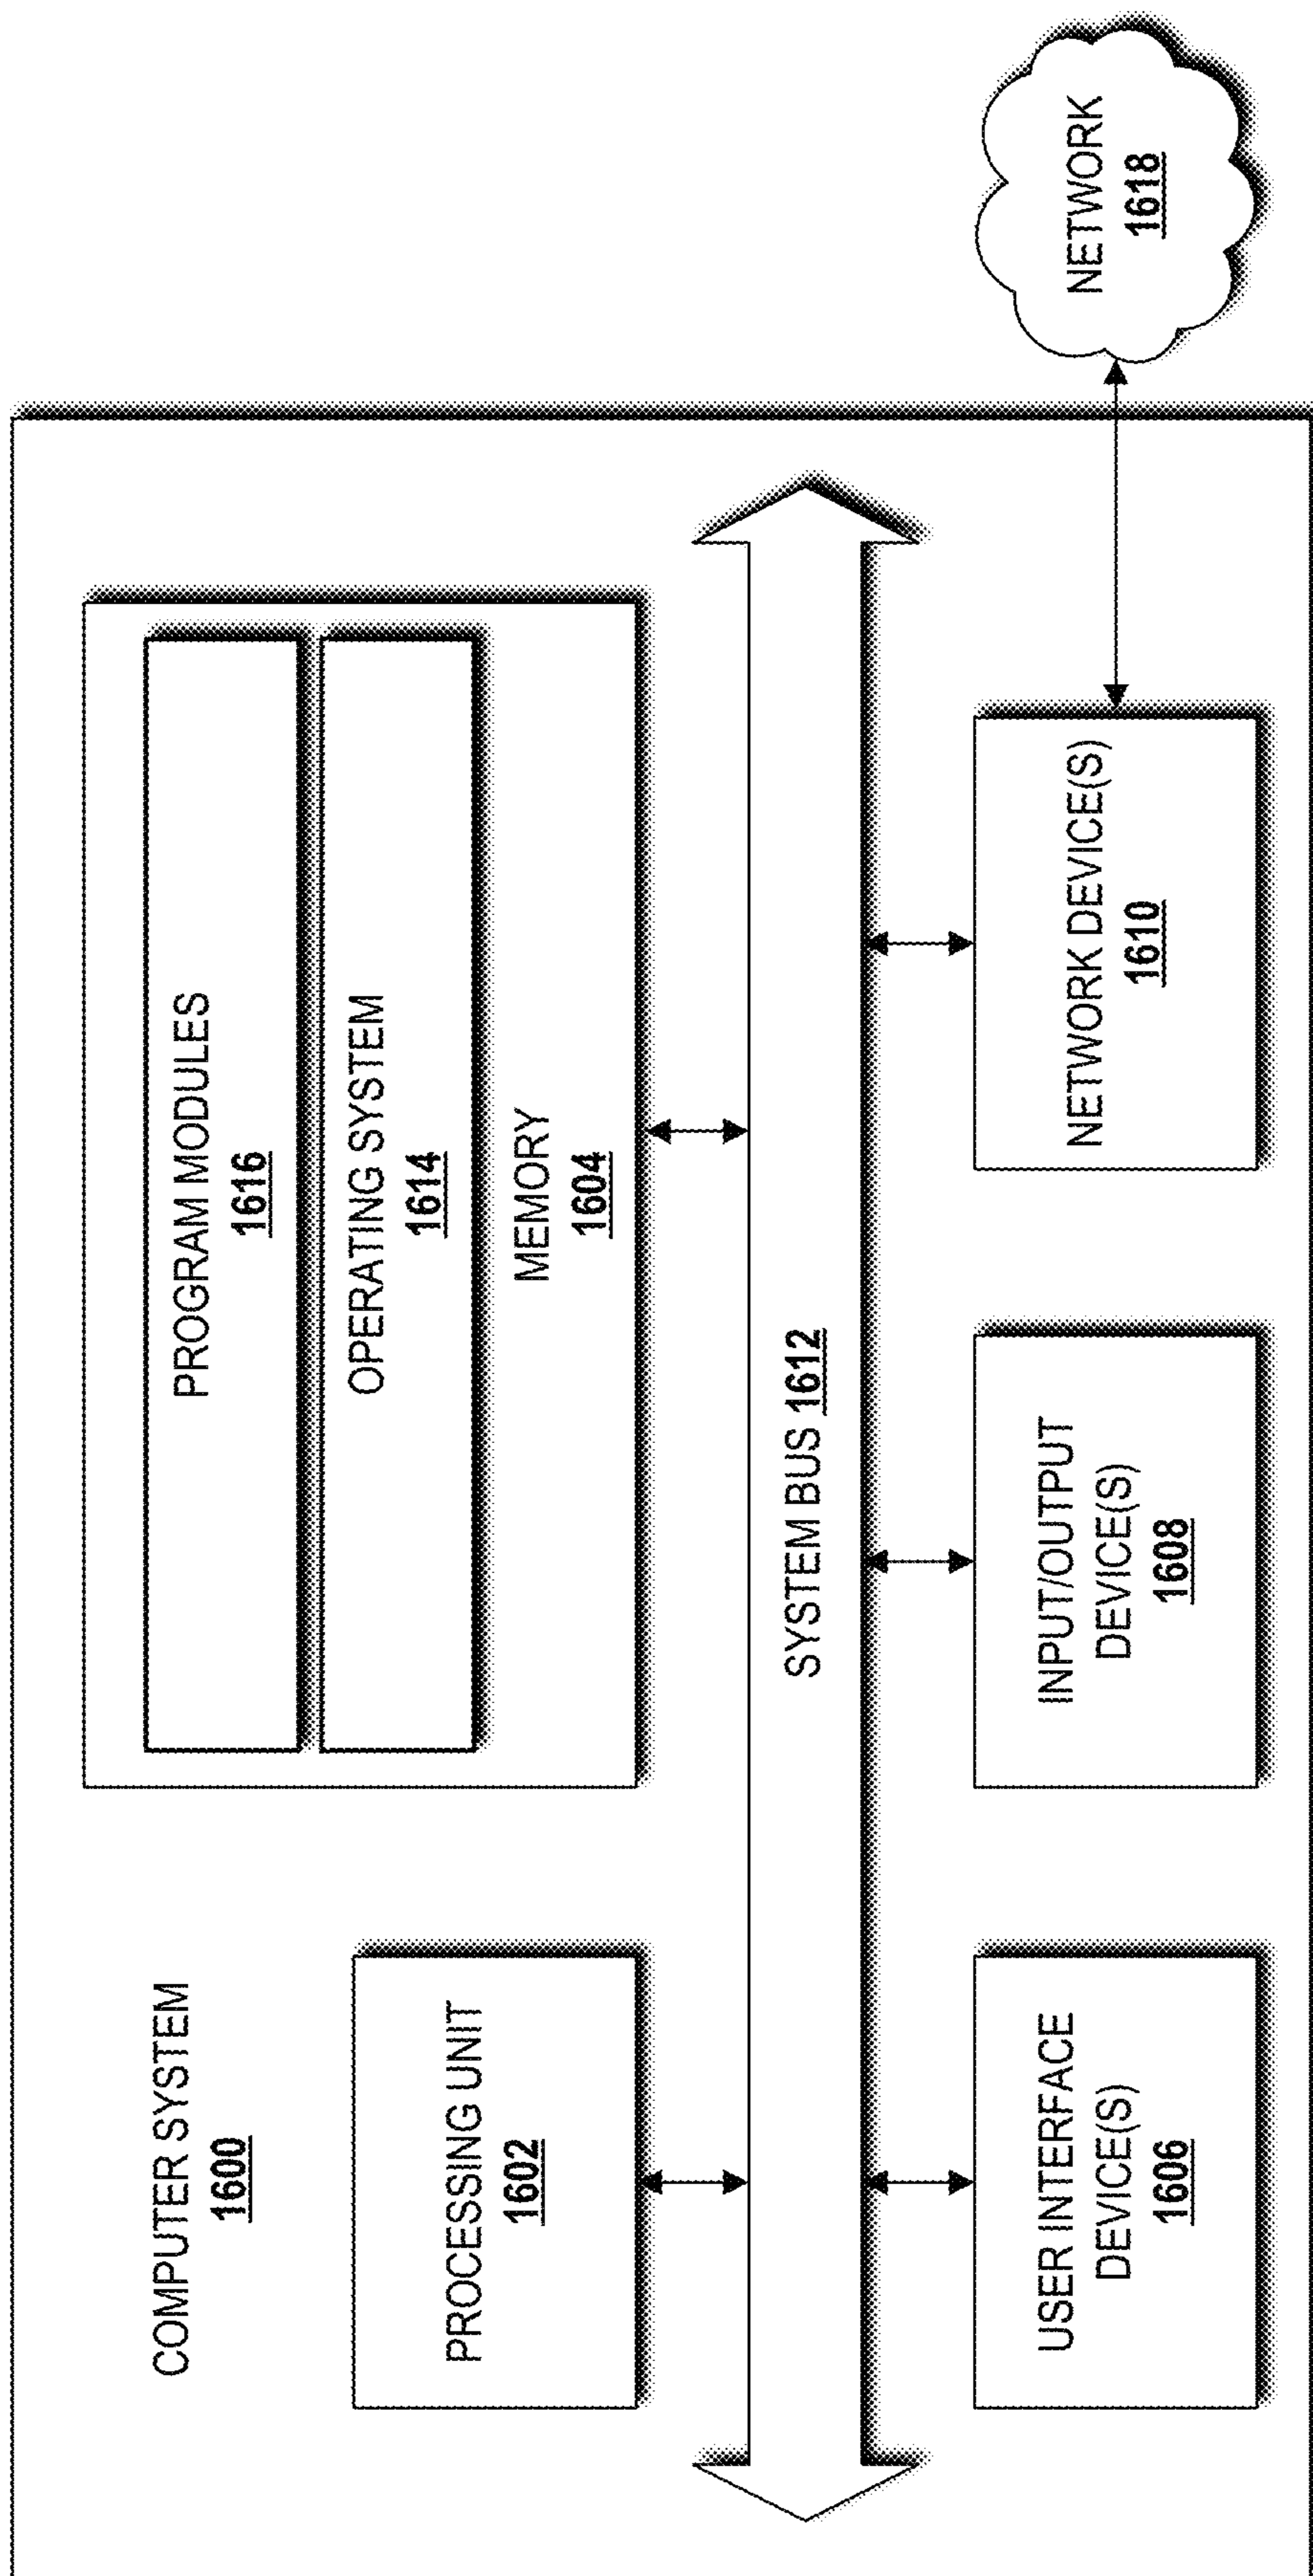 COMPUTER SYSTEM
1600
PROCESSING UNIT
1602
PROGRAM MODULES
1616
OPERATING SYSTEM
1614
MEMORY
1604
SYSTEM BUS 1612
USER INTERFACE
DEVICE(S)
1606
INPUT/OUTPUT
DEVICE(S)
1608
NETWORK DEVICE(S)
1610
NETWORK
1618